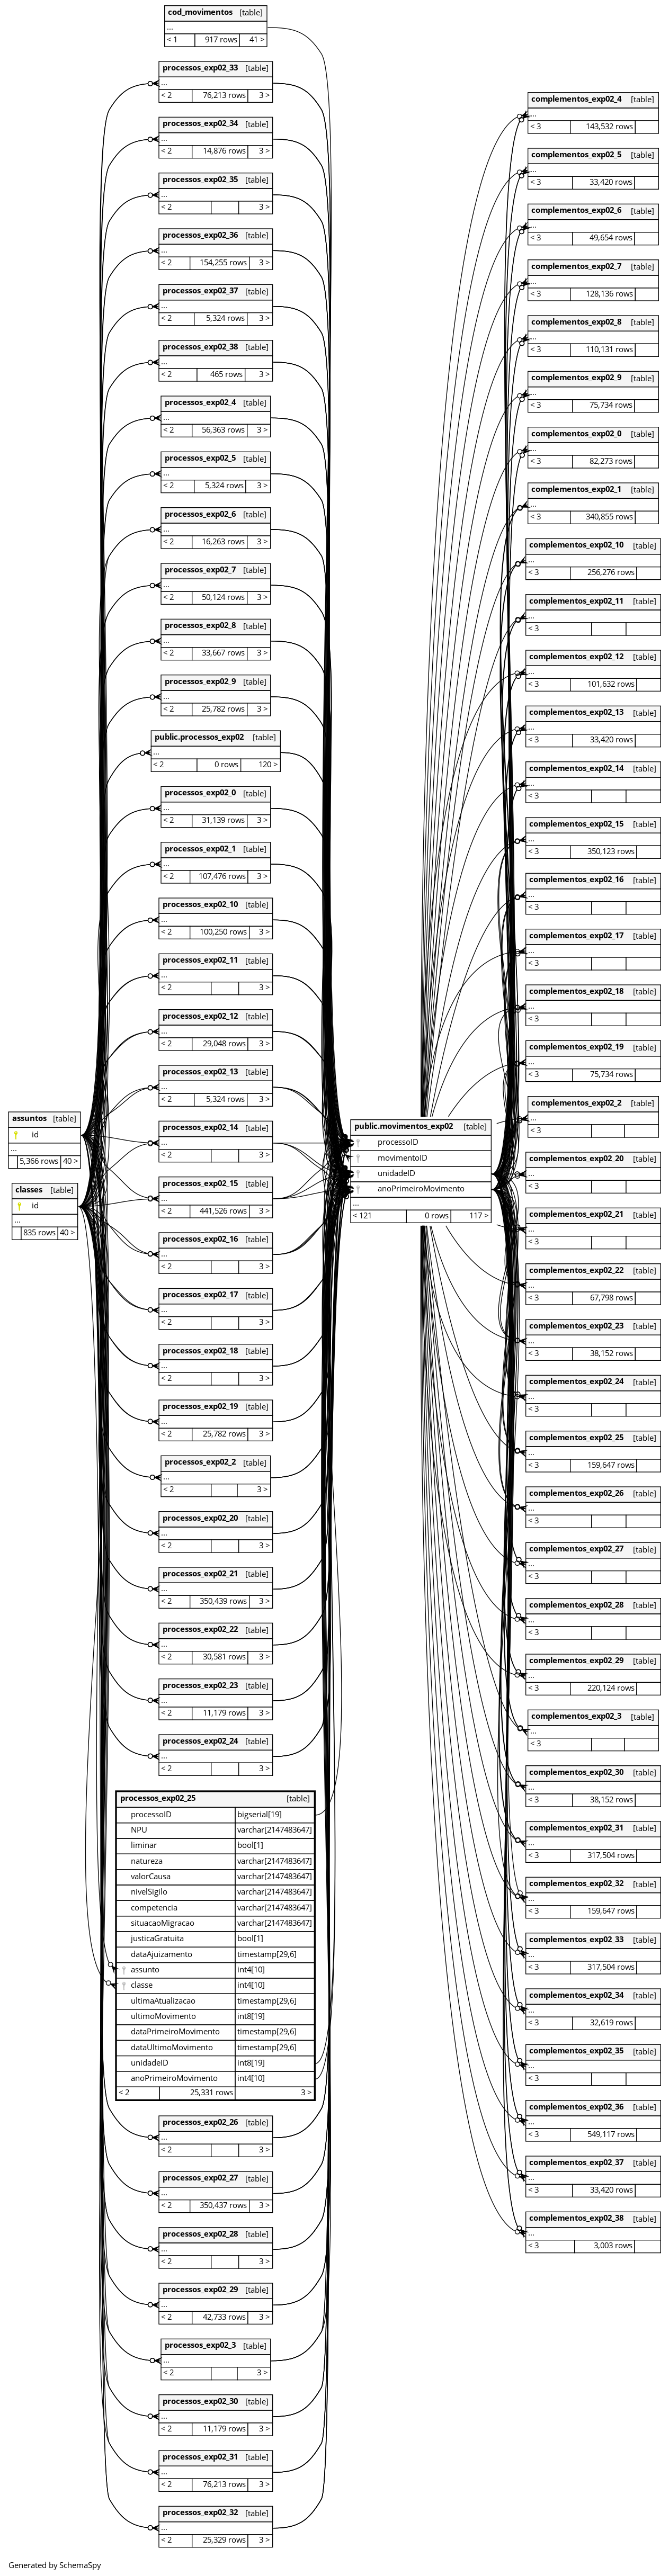 cod_movimentos [table]
...
< 1 917 rows 41 >
processos_exp02_33 [table]
...
< 2 76,213 rows 3 >
processos_exp02_34 [table]
...
< 2 14,876 rows 3 >
processos_exp02_35 [table]
...
< 2 3 >
processos_exp02_36 [table]
...
< 2 154,255 rows 3 >
processos_exp02_37 [table]
...
< 2 5,324 rows 3 >
processos_exp02_38 [table]
...
< 2 465 rows 3 >
processos_exp02_4 [table]
...
< 2 56,363 rows 3 >
processos_exp02_5 [table]
...
< 2 5,324 rows 3 >
processos_exp02_6 [table]
...
< 2 16,263 rows 3 >
processos_exp02_7 [table]
...
< 2 50,124 rows 3 >
processos_exp02_8 [table]
...
< 2 33,667 rows 3 >
processos_exp02_9 [table]
...
< 2 25,782 rows 3 >
public.processos_exp02 [table]
...
< 2 0 rows 120 >
processos_exp02_0 [table]
...
< 2 31,139 rows 3 >
processos_exp02_1 [table]
...
< 2 107,476 rows 3 >
processos_exp02_10 [table]
...
< 2 100,250 rows 3 >
processos_exp02_11 [table]
...
< 2 3 >
processos_exp02_12 [table]
...
< 2 29,048 rows 3 >
processos_exp02_13 [table]
...
< 2 5,324 rows 3 >
processos_exp02_14 [table]
...
< 2 3 >
processos_exp02_15 [table]
...
< 2 441,526 rows 3 >
processos_exp02_16 [table]
...
< 2 3 >
processos_exp02_17 [table]
...
< 2 3 >
processos_exp02_18 [table]
...
< 2 3 >
processos_exp02_19 [table]
...
< 2 25,782 rows 3 >
processos_exp02_2 [table]
...
< 2 3 >
processos_exp02_20 [table]
...
< 2 3 >
processos_exp02_21 [table]
...
< 2 350,439 rows 3 >
processos_exp02_22 [table]
...
< 2 30,581 rows 3 >
processos_exp02_23 [table]
...
< 2 11,179 rows 3 >
processos_exp02_24 [table]
...
< 2 3 >
processos_exp02_25 [table]
processoID bigserial[19]
NPU varchar[2147483647]
liminar bool[1]
natureza varchar[2147483647]
valorCausa varchar[2147483647]
nivelSigilo varchar[2147483647]
competencia varchar[2147483647]
situacaoMigracao varchar[2147483647]
justicaGratuita bool[1]
dataAjuizamento timestamp[29,6]
assunto int4[10]
classe int4[10]
ultimaAtualizacao timestamp[29,6]
ultimoMovimento int8[19]
dataPrimeiroMovimento timestamp[29,6]
dataUltimoMovimento timestamp[29,6]
unidadeID int8[19]
anoPrimeiroMovimento int4[10]
< 2 25,331 rows 3 >
processos_exp02_26 [table]
...
< 2 3 >
processos_exp02_27 [table]
...
< 2 350,437 rows 3 >
processos_exp02_28 [table]
...
< 2 3 >
processos_exp02_29 [table]
...
< 2 42,733 rows 3 >
processos_exp02_3 [table]
...
< 2 3 >
processos_exp02_30 [table]
...
< 2 11,179 rows 3 >
processos_exp02_31 [table]
...
< 2 76,213 rows 3 >
processos_exp02_32 [table]
...
< 2 25,329 rows 3 >
assuntos [table]
id
...
5,366 rows 40 >
classes [table]
id
...
835 rows 40 >
public.movimentos_exp02 [table]
processoID
movimentoID
unidadeID
anoPrimeiroMovimento
...
< 121 0 rows 117 >
complementos_exp02_4 [table]
...
< 3 143,532 rows
complementos_exp02_5 [table]
...
< 3 33,420 rows
complementos_exp02_6 [table]
...
< 3 49,654 rows
complementos_exp02_7 [table]
...
< 3 128,136 rows
complementos_exp02_8 [table]
...
< 3 110,131 rows
complementos_exp02_9 [table]
...
< 3 75,734 rows
complementos_exp02_0 [table]
...
< 3 82,273 rows
complementos_exp02_1 [table]
...
< 3 340,855 rows
complementos_exp02_10 [table]
...
< 3 256,276 rows
complementos_exp02_11 [table]
...
< 3
complementos_exp02_12 [table]
...
< 3 101,632 rows
complementos_exp02_13 [table]
...
< 3 33,420 rows
complementos_exp02_14 [table]
...
< 3
complementos_exp02_15 [table]
...
< 3 350,123 rows
complementos_exp02_16 [table]
...
< 3
complementos_exp02_17 [table]
...
< 3
complementos_exp02_18 [table]
...
< 3
complementos_exp02_19 [table]
...
< 3 75,734 rows
complementos_exp02_2 [table]
...
< 3
complementos_exp02_20 [table]
...
< 3
complementos_exp02_21 [table]
...
< 3
complementos_exp02_22 [table]
...
< 3 67,798 rows
complementos_exp02_23 [table]
...
< 3 38,152 rows
complementos_exp02_24 [table]
...
< 3
complementos_exp02_25 [table]
...
< 3 159,647 rows
complementos_exp02_26 [table]
...
< 3
complementos_exp02_27 [table]
...
< 3
complementos_exp02_28 [table]
...
< 3
complementos_exp02_29 [table]
...
< 3 220,124 rows
complementos_exp02_3 [table]
...
< 3
complementos_exp02_30 [table]
...
< 3 38,152 rows
complementos_exp02_31 [table]
...
< 3 317,504 rows
complementos_exp02_32 [table]
...
< 3 159,647 rows
complementos_exp02_33 [table]
...
< 3 317,504 rows
complementos_exp02_34 [table]
...
< 3 32,619 rows
complementos_exp02_35 [table]
...
< 3
complementos_exp02_36 [table]
...
< 3 549,117 rows
complementos_exp02_37 [table]
...
< 3 33,420 rows
complementos_exp02_38 [table]
...
< 3 3,003 rows
Generated by SchemaSpy